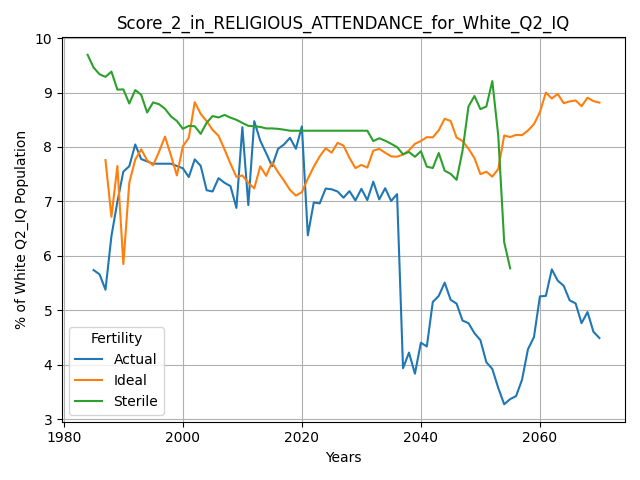 Score_2_in_RELIGIOUS_ATTENDANCE_for_White_Q2_IQ
% of White Q2_IQ Population
10
9
8
7
6
5
4
3
Fertility
Actual
Ideal
Sterile
1980 2000 2020 2040 2060
Years